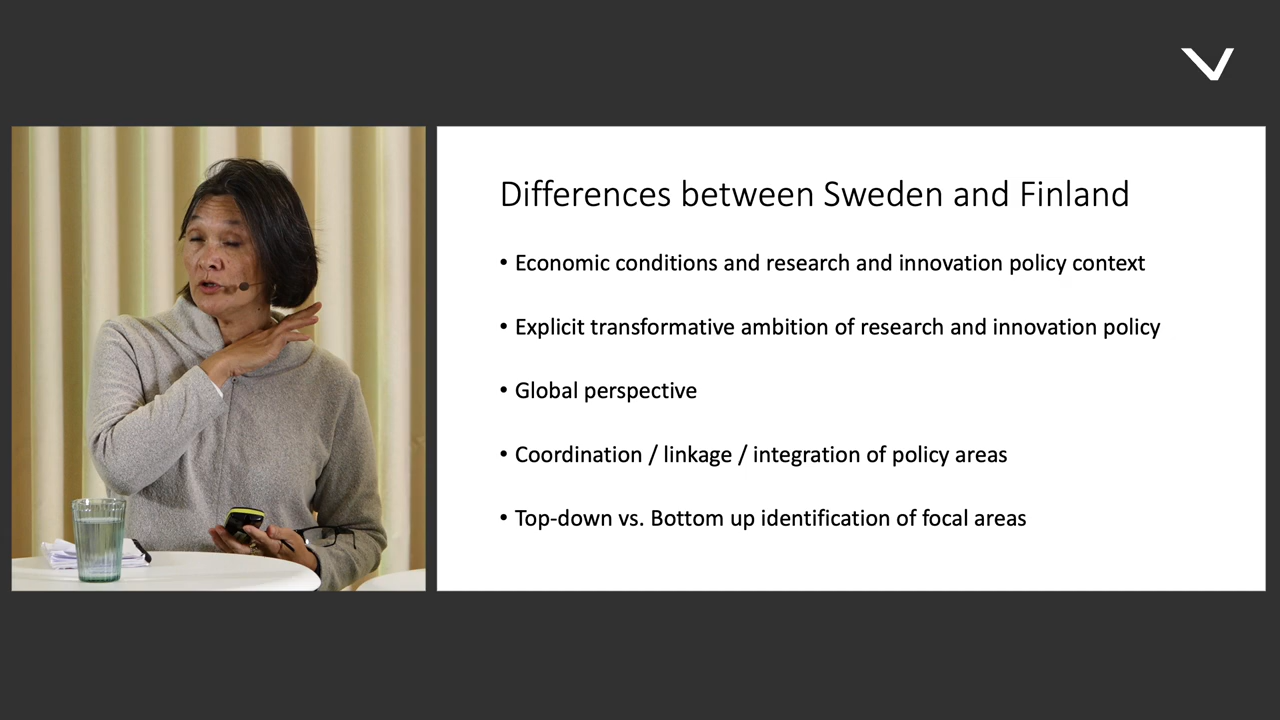 Differences between Sweden and Finland
• Economic conditions and research and innovation policy context
• Explicit transformative ambition of research and innovation policy
• Global perspective
• Coordination / linkage / integration of policy areas
• Top-down vs. Bottom up identification of focal areas